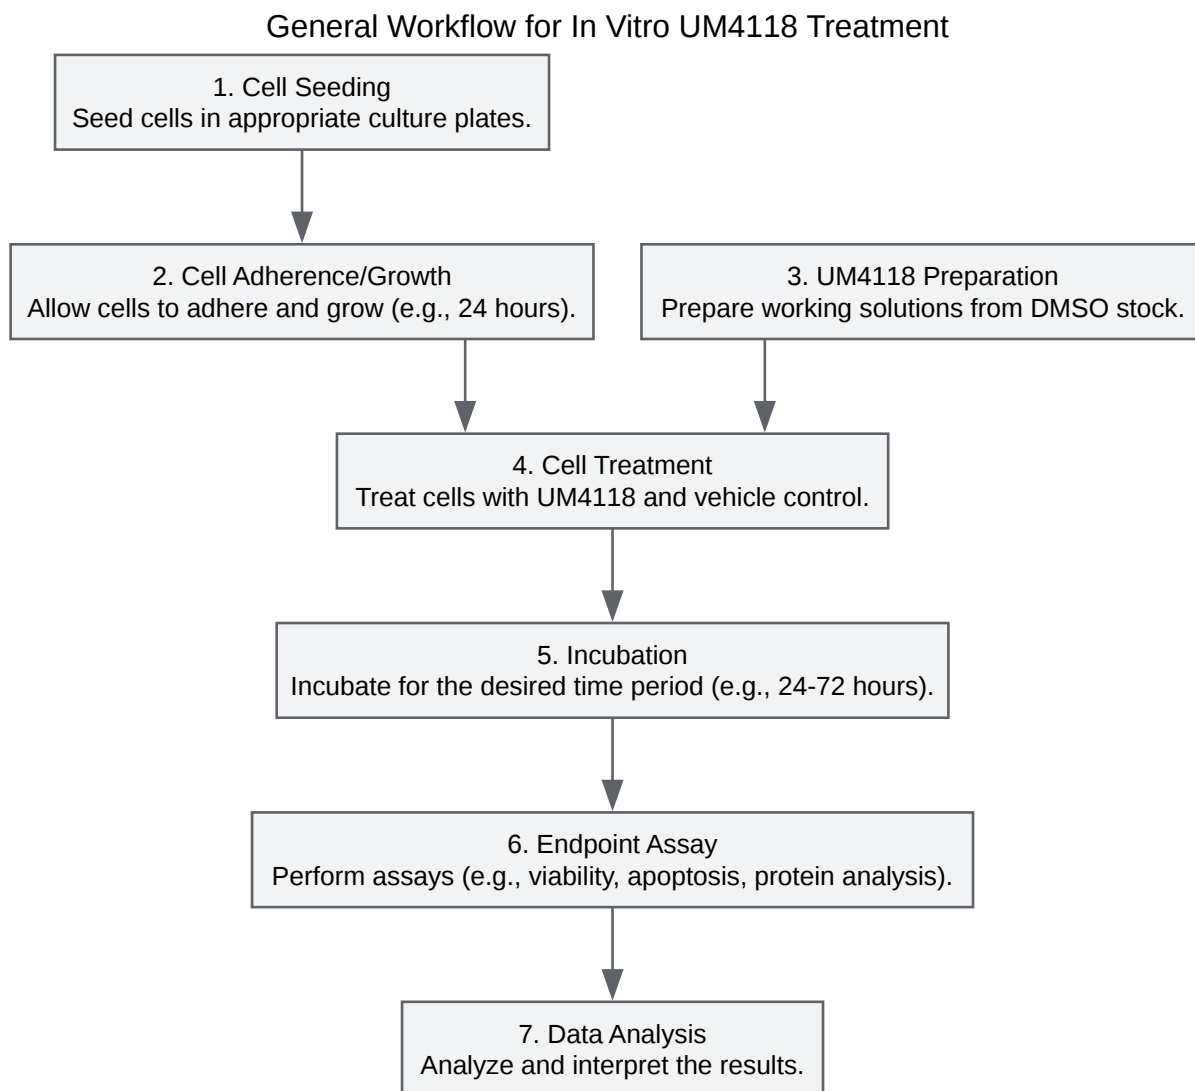 General Workflow for In Vitro UM4118 Treatment
1. Cell Seeding
Seed cells in appropriate culture plates.
2. Cell Adherence/Growth
Allow cells to adhere and grow (e.g., 24 hours).
3. UM4118 Preparation
Prepare working solutions from DMSO stock.
4. Cell Treatment
Treat cells with UM4118 and vehicle control.
5. Incubation
Incubate for the desired time period (e.g., 24-72 hours).
6. Endpoint Assay
Perform assays (e.g., viability, apoptosis, protein analysis).
7. Data Analysis
Analyze and interpret the results.